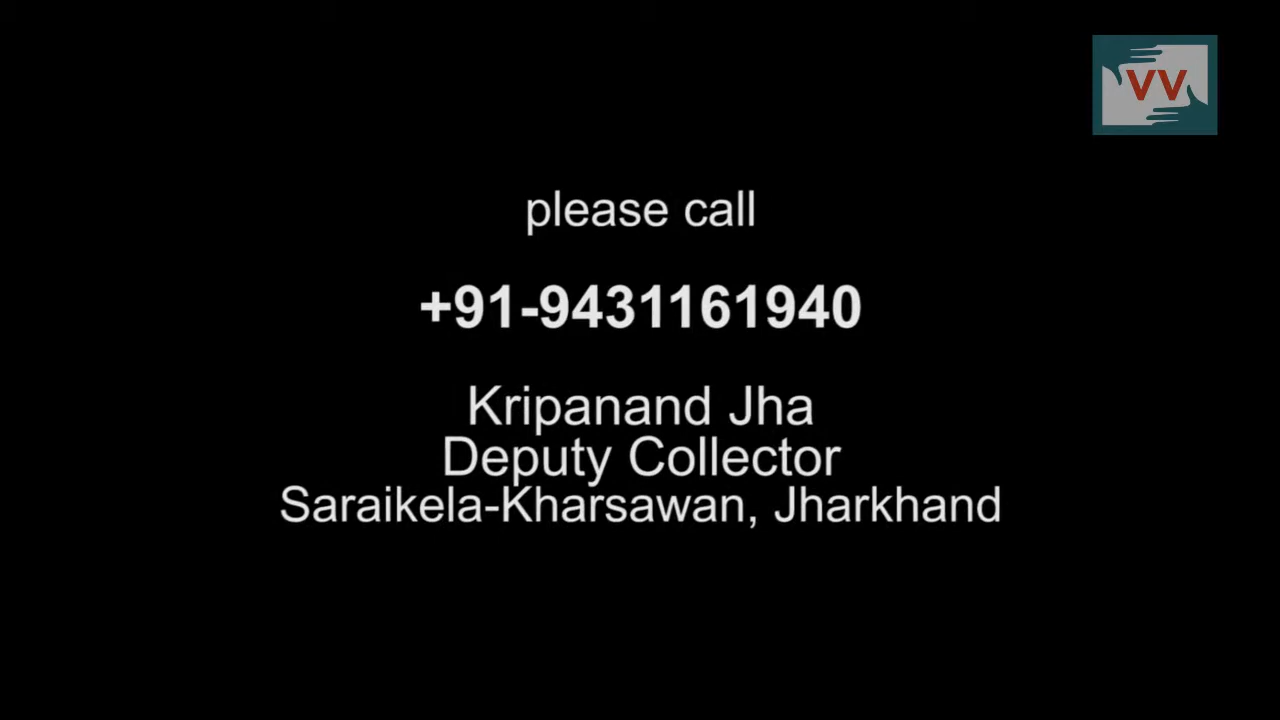 VV
please call
+91-9431161940
Kripanand Jha
Deputy Collector
Saraikela-Kharsawan, Jharkhand